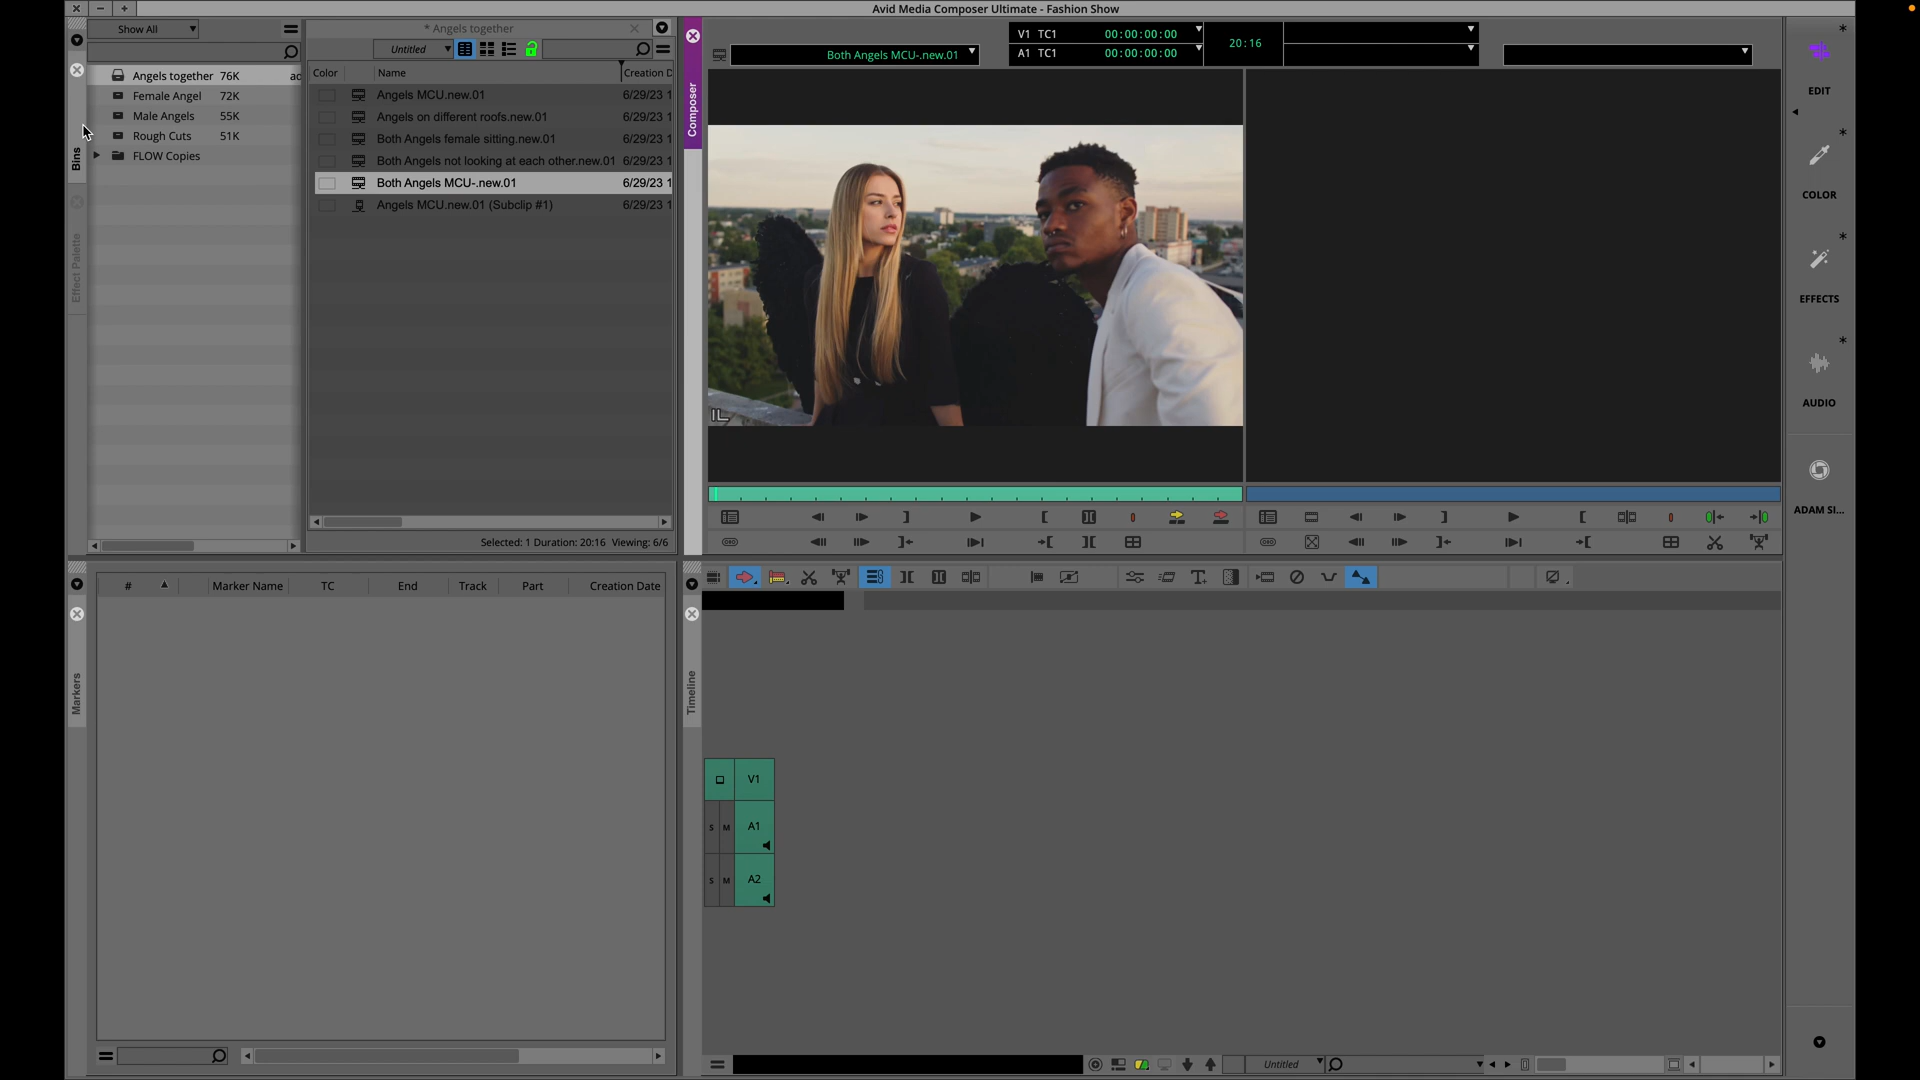 Avid Media Composer Ultimate - Fashion Show
Show All
* Angels together
Untitled
Both Angels MCU-.new.01
V1 TC1 00:00:00:00
A1 TC1 00:00:00:00
20:16
Angels together 76K
Female Angel 72K
Male Angels 55K
Rough Cuts 51K
FLOW Copies
Bins
Effect Palette
Color Name Creation D
Angels MCU.new.01 6/29/23 1
Angels on different roofs.new.01 6/29/23 1
Both Angels female sitting.new.01 6/29/23 1
Both Angels not looking at each other.new.01 6/29/23 1
Both Angels MCU-.new.01 6/29/23 1
Angels MCU.new.01 (Subclip #1) 6/29/23 1
Selected: 1 Duration: 20:16 Viewing: 6/6
Composer
EDIT
COLOR
EFFECTS
AUDIO
ADAM SI...
# Marker Name TC End Track Part Creation Date
Markers
Timeline
V1
S M A1
S M A2
Untitled